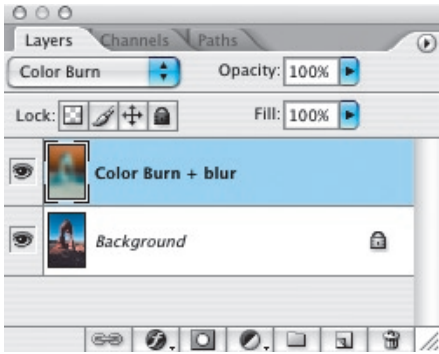 Layers Channels Paths
Color Burn Opacity: 100%
Lock: Fill: 100%
Color Burn + blur
Background